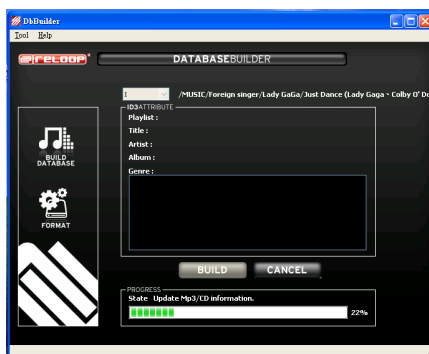 DbBuilder
Tool Help
reloop
DATABASEBUILDER
I /MUSIC/Foreign singer/Lady GaGa/Just Dance (Lady Gaga - Colby O' Do
ID3ATTRIBUTE
Playlist :
Title :
Artist :
Album :
Genre :
BUILD
DATABASE
FORMAT
BUILD CANCEL
PROGRESS
State Update Mp3/CD information.
22%